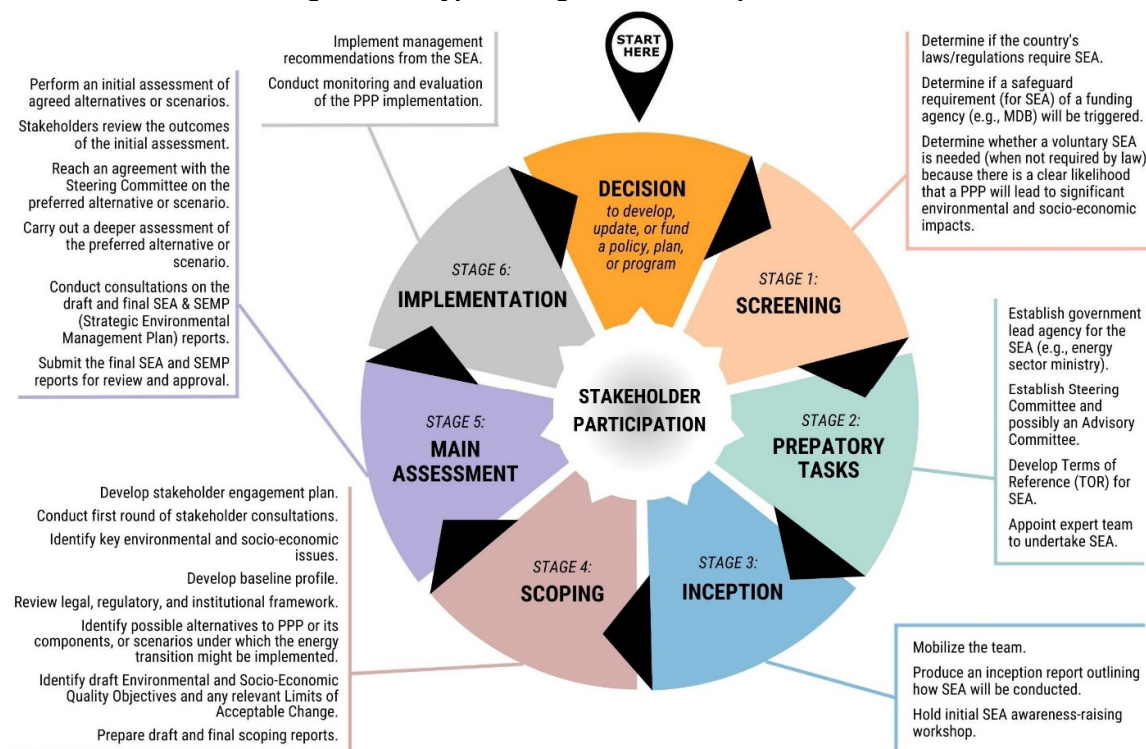 START
HERE
DECISION
to develop,
update, or fund
a policy, plan,
or program
STAGE 1:
SCREENING
Determine if the country's
laws/regulations require SEA.
Determine if a safeguard
requirement (for SEA) of a funding
agency (e.g., MDB) will be triggered.
Determine whether a voluntary SEA
is needed (when not required by law)
because there is a clear likelihood
that a PPP will lead to significant
environmental and socio-economic
impacts.
STAGE 2:
PREPATORY
TASKS
Establish government
lead agency for the
SEA (e.g., energy
sector ministry).
Establish Steering
Committee and
possibly an Advisory
Committee.
Develop Terms of
Reference (TOR) for
SEA.
Appoint expert team
to undertake SEA.
STAGE 3:
INCEPTION
Mobilize the team.
Produce an inception report outlining
how SEA will be conducted.
Hold initial SEA awareness-raising
workshop.
STAGE 4:
SCOPING
Develop stakeholder engagement plan.
Conduct first round of stakeholder consultations.
Identify key environmental and socio-economic
issues.
Develop baseline profile.
Review legal, regulatory, and institutional framework.
Identify possible alternatives to PPP or its
components, or scenarios under which the energy
transition might be implemented.
Identify draft Environmental and Socio-Economic
Quality Objectives and any relevant Limits of
Acceptable Change.
Prepare draft and final scoping reports.
STAGE 5:
MAIN
ASSESSMENT
Perform an initial assessment of
agreed alternatives or scenarios.
Stakeholders review the outcomes
of the initial assessment.
Reach an agreement with the
Steering Committee on the
preferred alternative or scenario.
Carry out a deeper assessment of
the preferred alternative or
scenario.
Conduct consultations on the
draft and final SEA & SEMP
(Strategic Environmental
Management Plan) reports.
Submit the final SEA and SEMP
reports for review and approval.
STAGE 6:
IMPLEMENTATION
Implement management
recommendations from the SEA.
Conduct monitoring and evaluation
of the PPP implementation.
STAKEHOLDER
PARTICIPATION